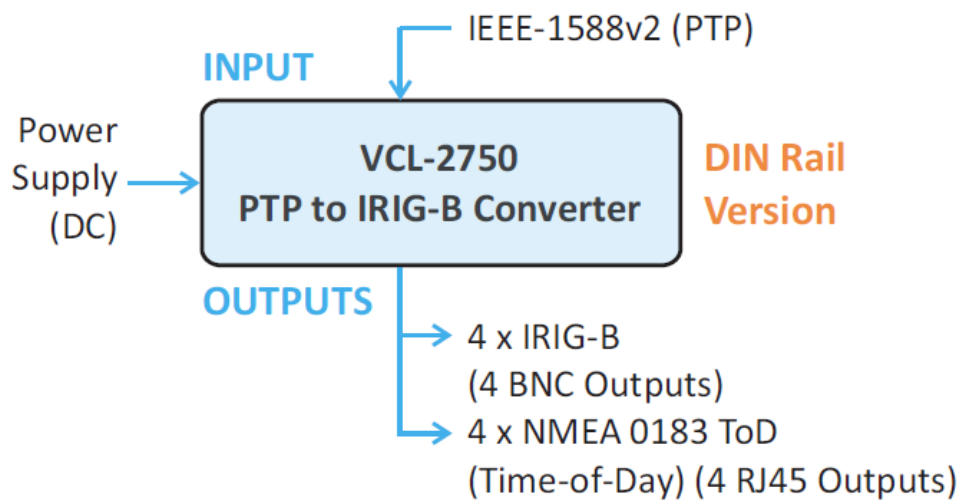 IEEE-1588v2 (PTP)
INPUT
Power
Supply
(DC)
VCL-2750
PTP to IRIG-B Converter
DIN Rail
Version
OUTPUTS
4 x IRIG-B
(4 BNC Outputs)
4 x NMEA 0183 ToD
(Time-of-Day) (4 RJ45 Outputs)